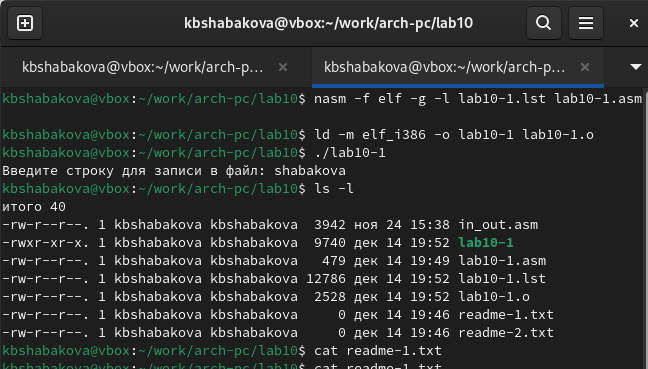 kbshabakova@vbox:~/work/arch-pc/lab10
kbshabakova@vbox:~/work/arch-p...
kbshabakova@vbox:~/work/arch-p...
kbshabakova@vbox:~/work/arch-pc/lab10$ nasm -f elf -g -l lab10-1.lst lab10-1.asm
kbshabakova@vbox:~/work/arch-pc/lab10$ ld -m elf_i386 -o lab10-1 lab10-1.o
kbshabakova@vbox:~/work/arch-pc/lab10$ ./lab10-1
Введите строку для записи в файл: shabakova
kbshabakova@vbox:~/work/arch-pc/lab10$ ls -l
итого 40
-rw-r--r--. 1 kbshabakova kbshabakova  3942 ноя 24 15:38 in_out.asm
-rwxr-xr-x. 1 kbshabakova kbshabakova  9740 дек 14 19:52 lab10-1
-rw-r--r--. 1 kbshabakova kbshabakova   479 дек 14 19:49 lab10-1.asm
-rw-r--r--. 1 kbshabakova kbshabakova 12786 дек 14 19:52 lab10-1.lst
-rw-r--r--. 1 kbshabakova kbshabakova  2528 дек 14 19:52 lab10-1.o
-rw-r--r--. 1 kbshabakova kbshabakova     0 дек 14 19:46 readme-1.txt
-rw-r--r--. 1 kbshabakova kbshabakova     0 дек 14 19:46 readme-2.txt
kbshabakova@vbox:~/work/arch-pc/lab10$ cat readme-1.txt
kbshabakova@vbox:~/work/arch-pc/lab10$ cat readme-1.txt